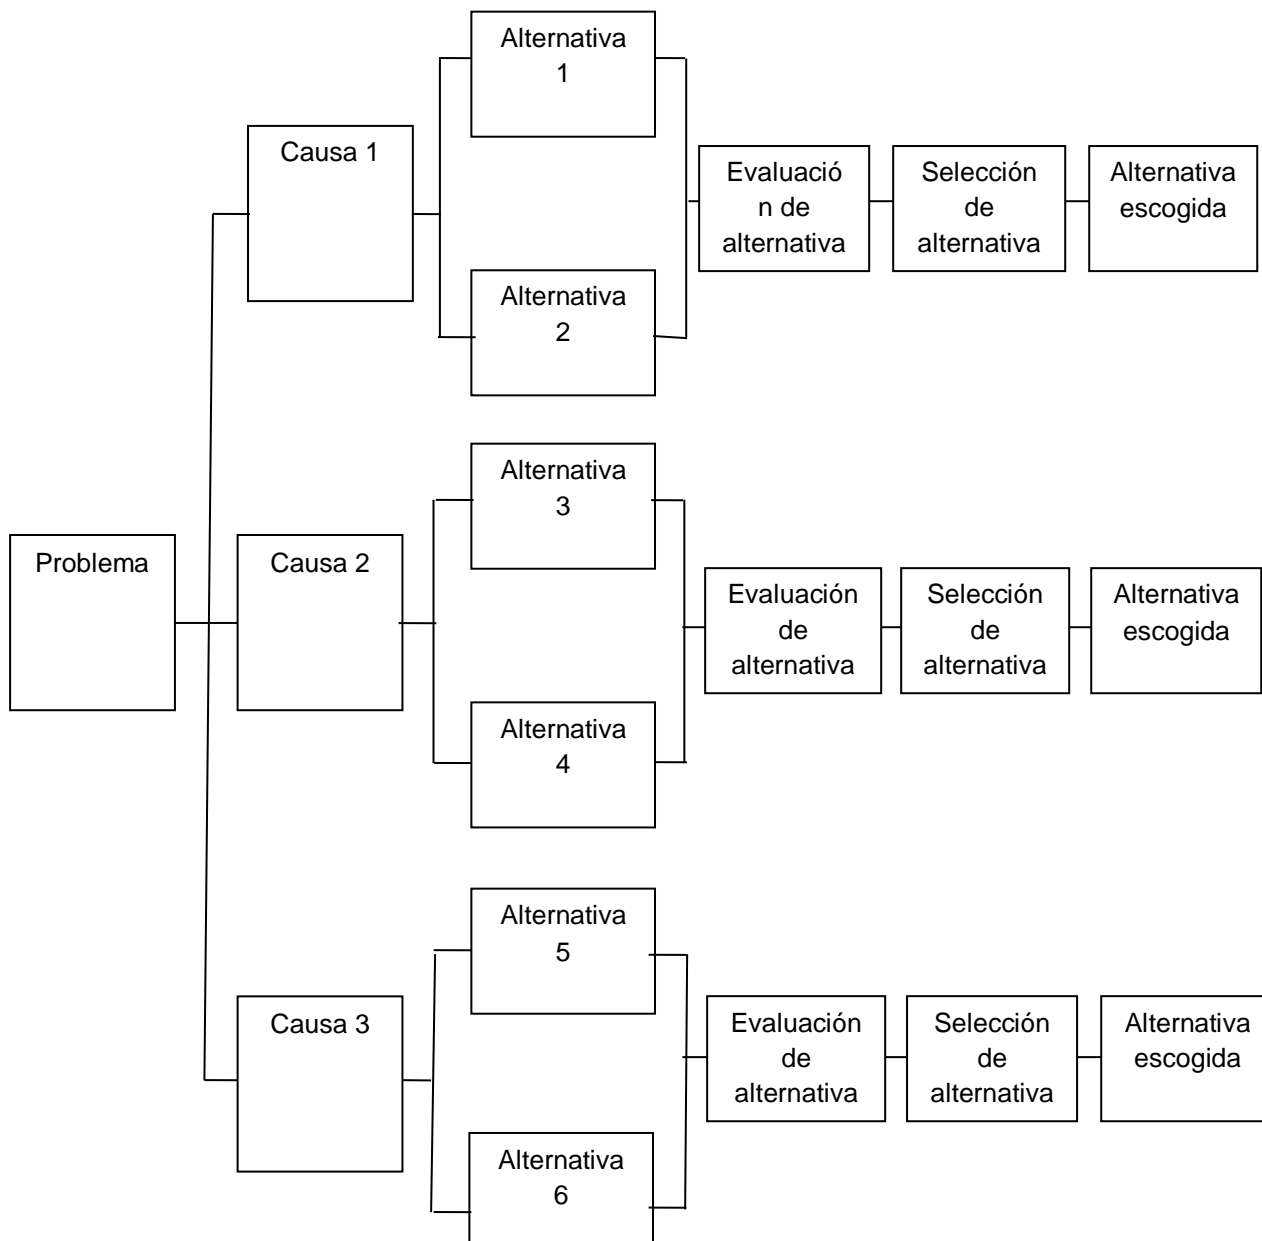 Alternativa
1
Causa 1
Evaluació
n de
alternativa
Selección
de
alternativa
Alternativa
escogida
Alternativa
2
Alternativa
3
Problema
Causa 2
Evaluación
de
alternativa
Selección
de
alternativa
Alternativa
escogida
Alternativa
4
Alternativa
5
Causa 3
Evaluación
de
alternativa
Selección
de
alternativa
Alternativa
escogida
Alternativa
6